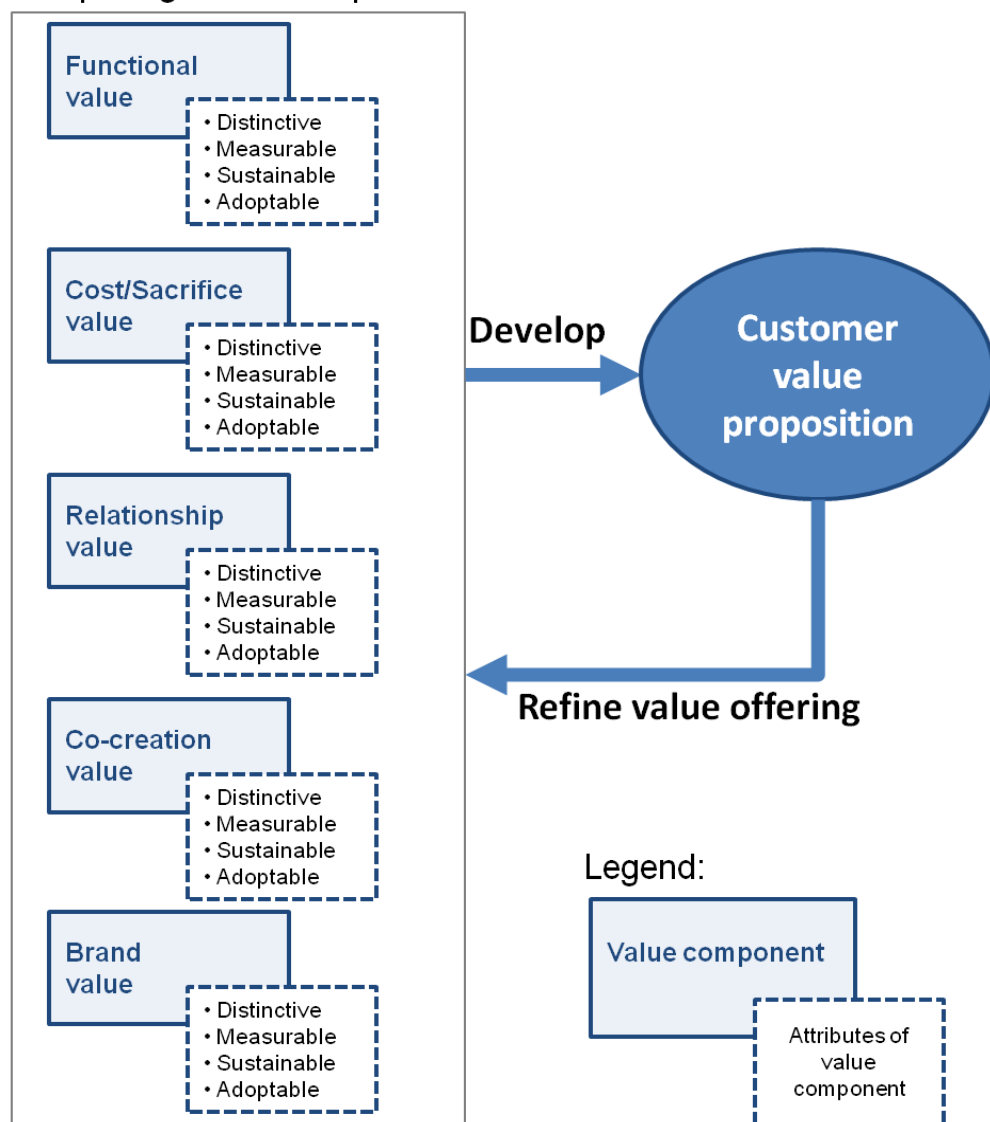 Functional
value
• Distinctive
• Measurable
• Sustainable
• Adoptable
Cost/Sacrifice
value
• Distinctive
• Measurable
• Sustainable
• Adoptable
Relationship
value
• Distinctive
• Measurable
• Sustainable
• Adoptable
Co-creation
value
• Distinctive
• Measurable
• Sustainable
• Adoptable
Brand
value
• Distinctive
• Measurable
• Sustainable
• Adoptable
Develop
Customer
value
proposition
Refine value offering
Legend:
Value component
Attributes of
value
component